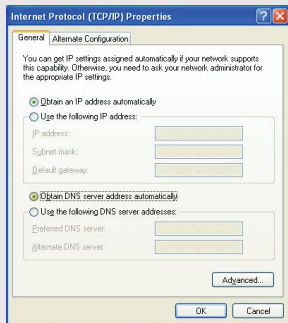 Internet Protocol (TCP/IP) Properties
General Alternate Configuration
You can get IP settings assigned automatically if your network supports
this capability. Otherwise, you need to ask your network administrator for
the appropriate IP settings.
Obtain an IP address automatically
Use the following IP address:
IP address:
Subnet mask:
Default gateway:
Obtain DNS server address automatically
Use the following DNS server addresses:
Preferred DNS server:
Alternate DNS server:
Advanced...
OK Cancel